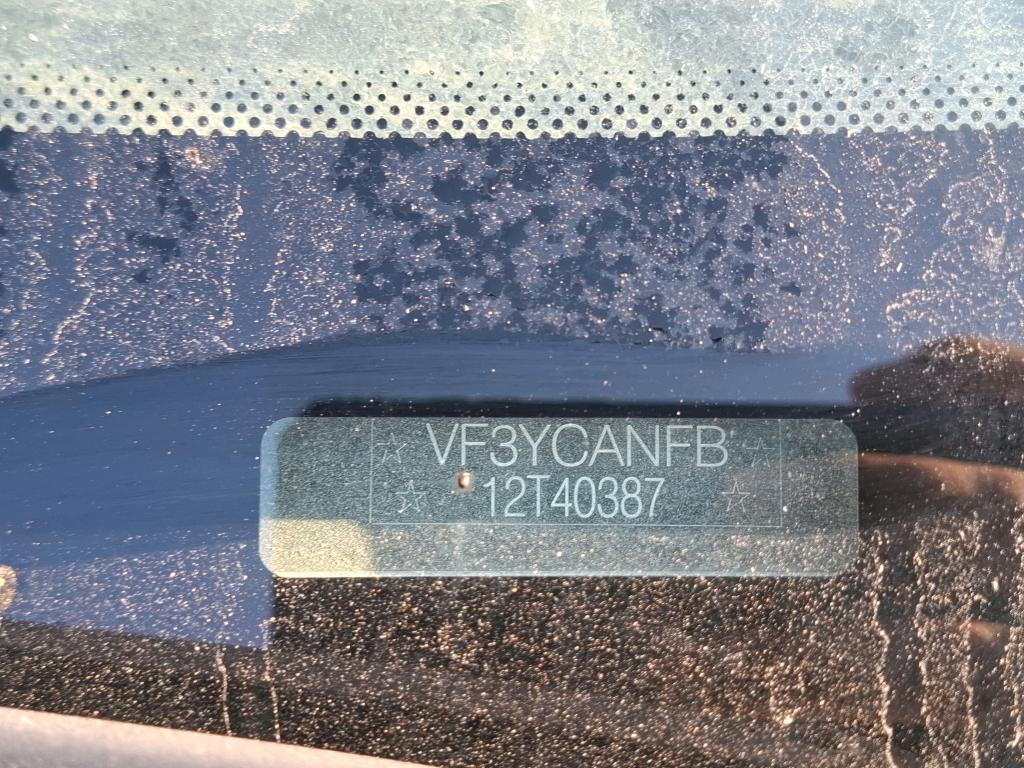 ☆ VF3YCANFB ☆
☆ 12T40387 ☆